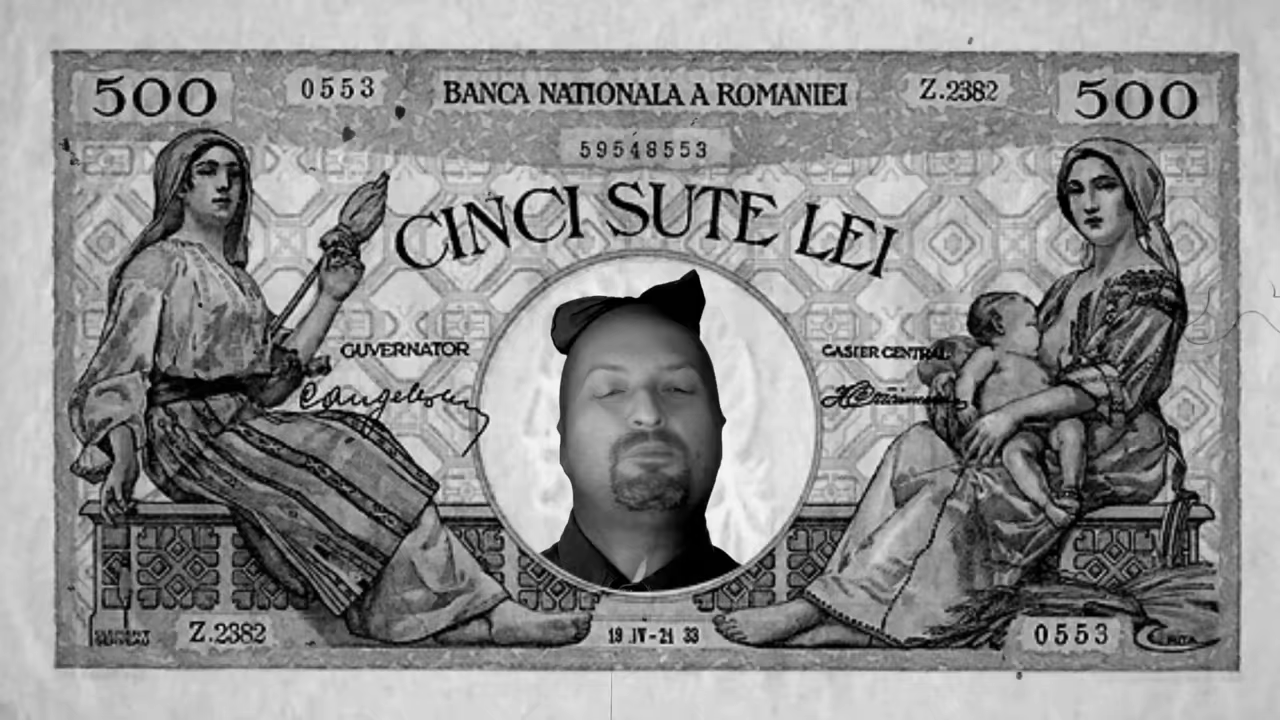 500
0553
BANCA NATIONALA A ROMANIEI
Z.2382
500
59548553
CINCI SUTE LEI
GUVERNATOR
CASIER CENTRAL
Z.2382
19 IV-21 33
0553